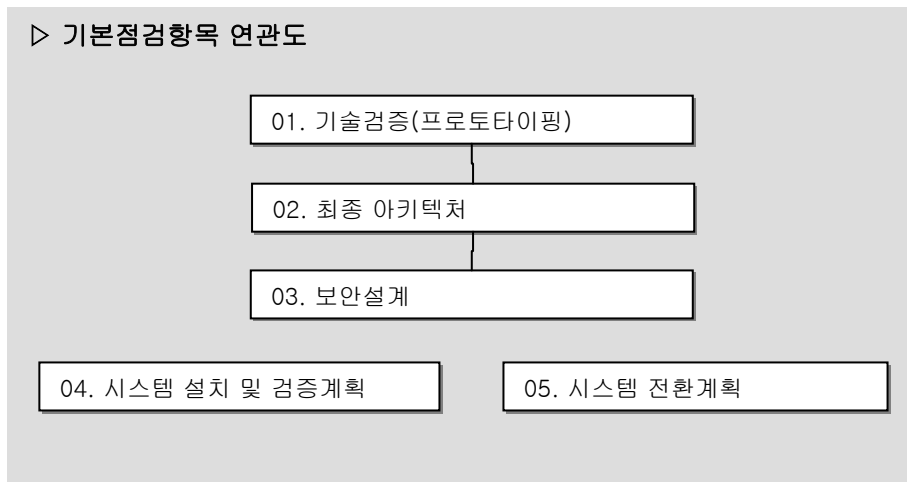 ▷ 기본점검항목 연관도
01. 기술검증(프로토타이핑)
02. 최종 아키텍처
03. 보안설계
04. 시스템 설치 및 검증계획
05. 시스템 전환계획